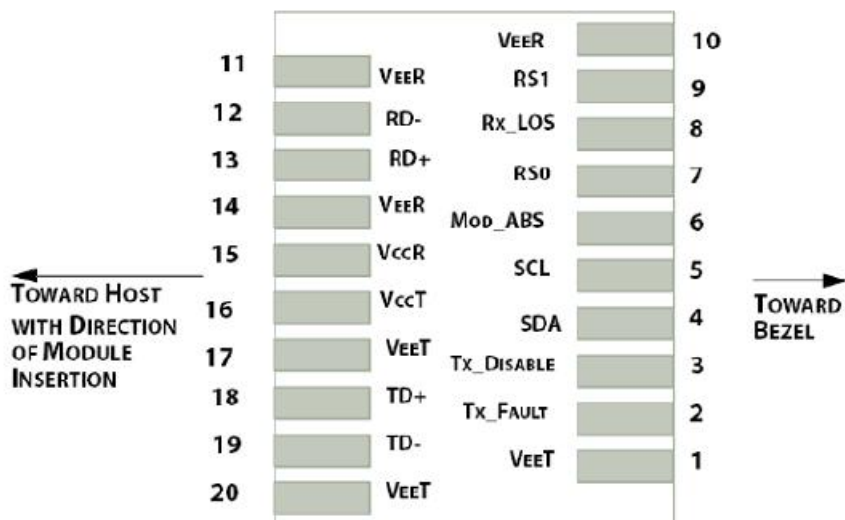 11 VEER
12 RD-
13 RD+
14 VEER
15 VCCR
16 VCCT
17 VEET
18 TD+
19 TD-
20 VEET
VEER 10
RS1 9
RX_LOS 8
RS0 7
MOD_ABS 6
SCL 5
SDA 4
TX_DISABLE 3
TX_FAULT 2
VEET 1
TOWARD HOST
WITH DIRECTION
OF MODULE
INSERTION
TOWARD
BEZEL